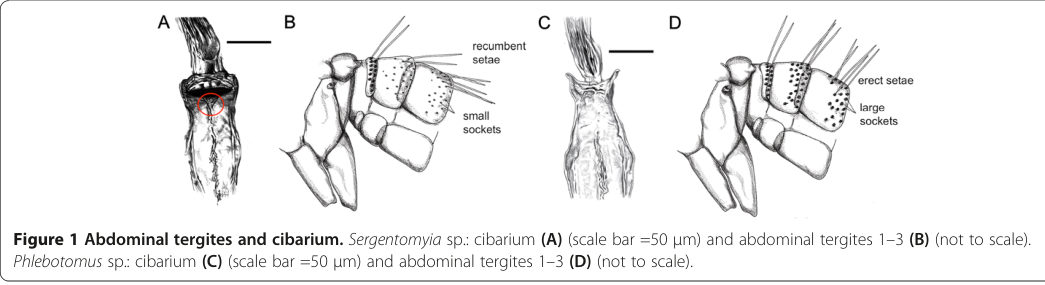 A
B
recumbent
setae
small
sockets
C
D
erect setae
large
sockets
Figure 1 Abdominal tergites and cibarium. Sergentomyia sp.: cibarium (A) (scale bar =50 μm) and abdominal tergites 1–3 (B) (not to scale).
Phlebotomus sp.: cibarium (C) (scale bar =50 μm) and abdominal tergites 1–3 (D) (not to scale).